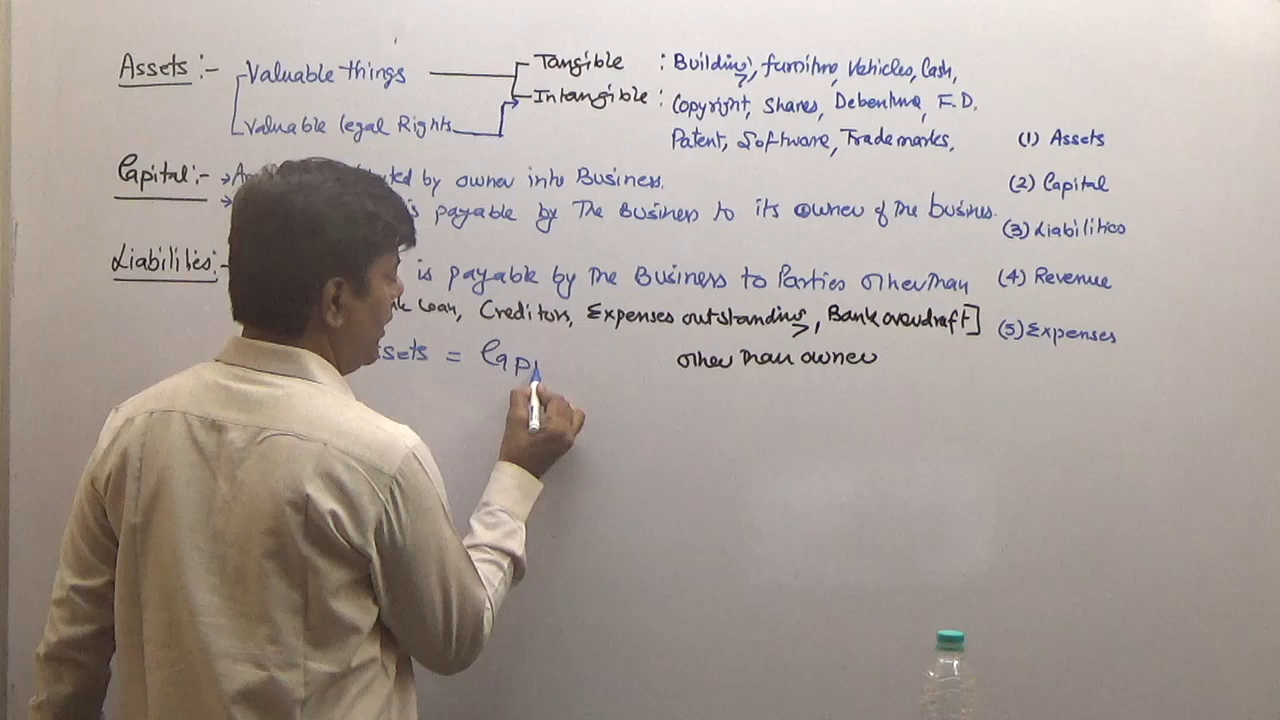 Assets :- Valuable things Tangible : Building, furniture, Vehicles, Cash,
Intangible : Copyright, Shares, Debenture, F.D.
Valuable legal Rights Patent, Software, Trademarks,
(1) Assets
Capital :- by owner into Business.
(2) Capital
is payable by The Business to its owner of The busines.
(3) Liabilities
Liabilities :- is payable by The Business to Parties other than
(4) Revenue
Loan, Creditors, Expenses outstanding, Bank overdraft]
(5) Expenses
= Cap other than owner